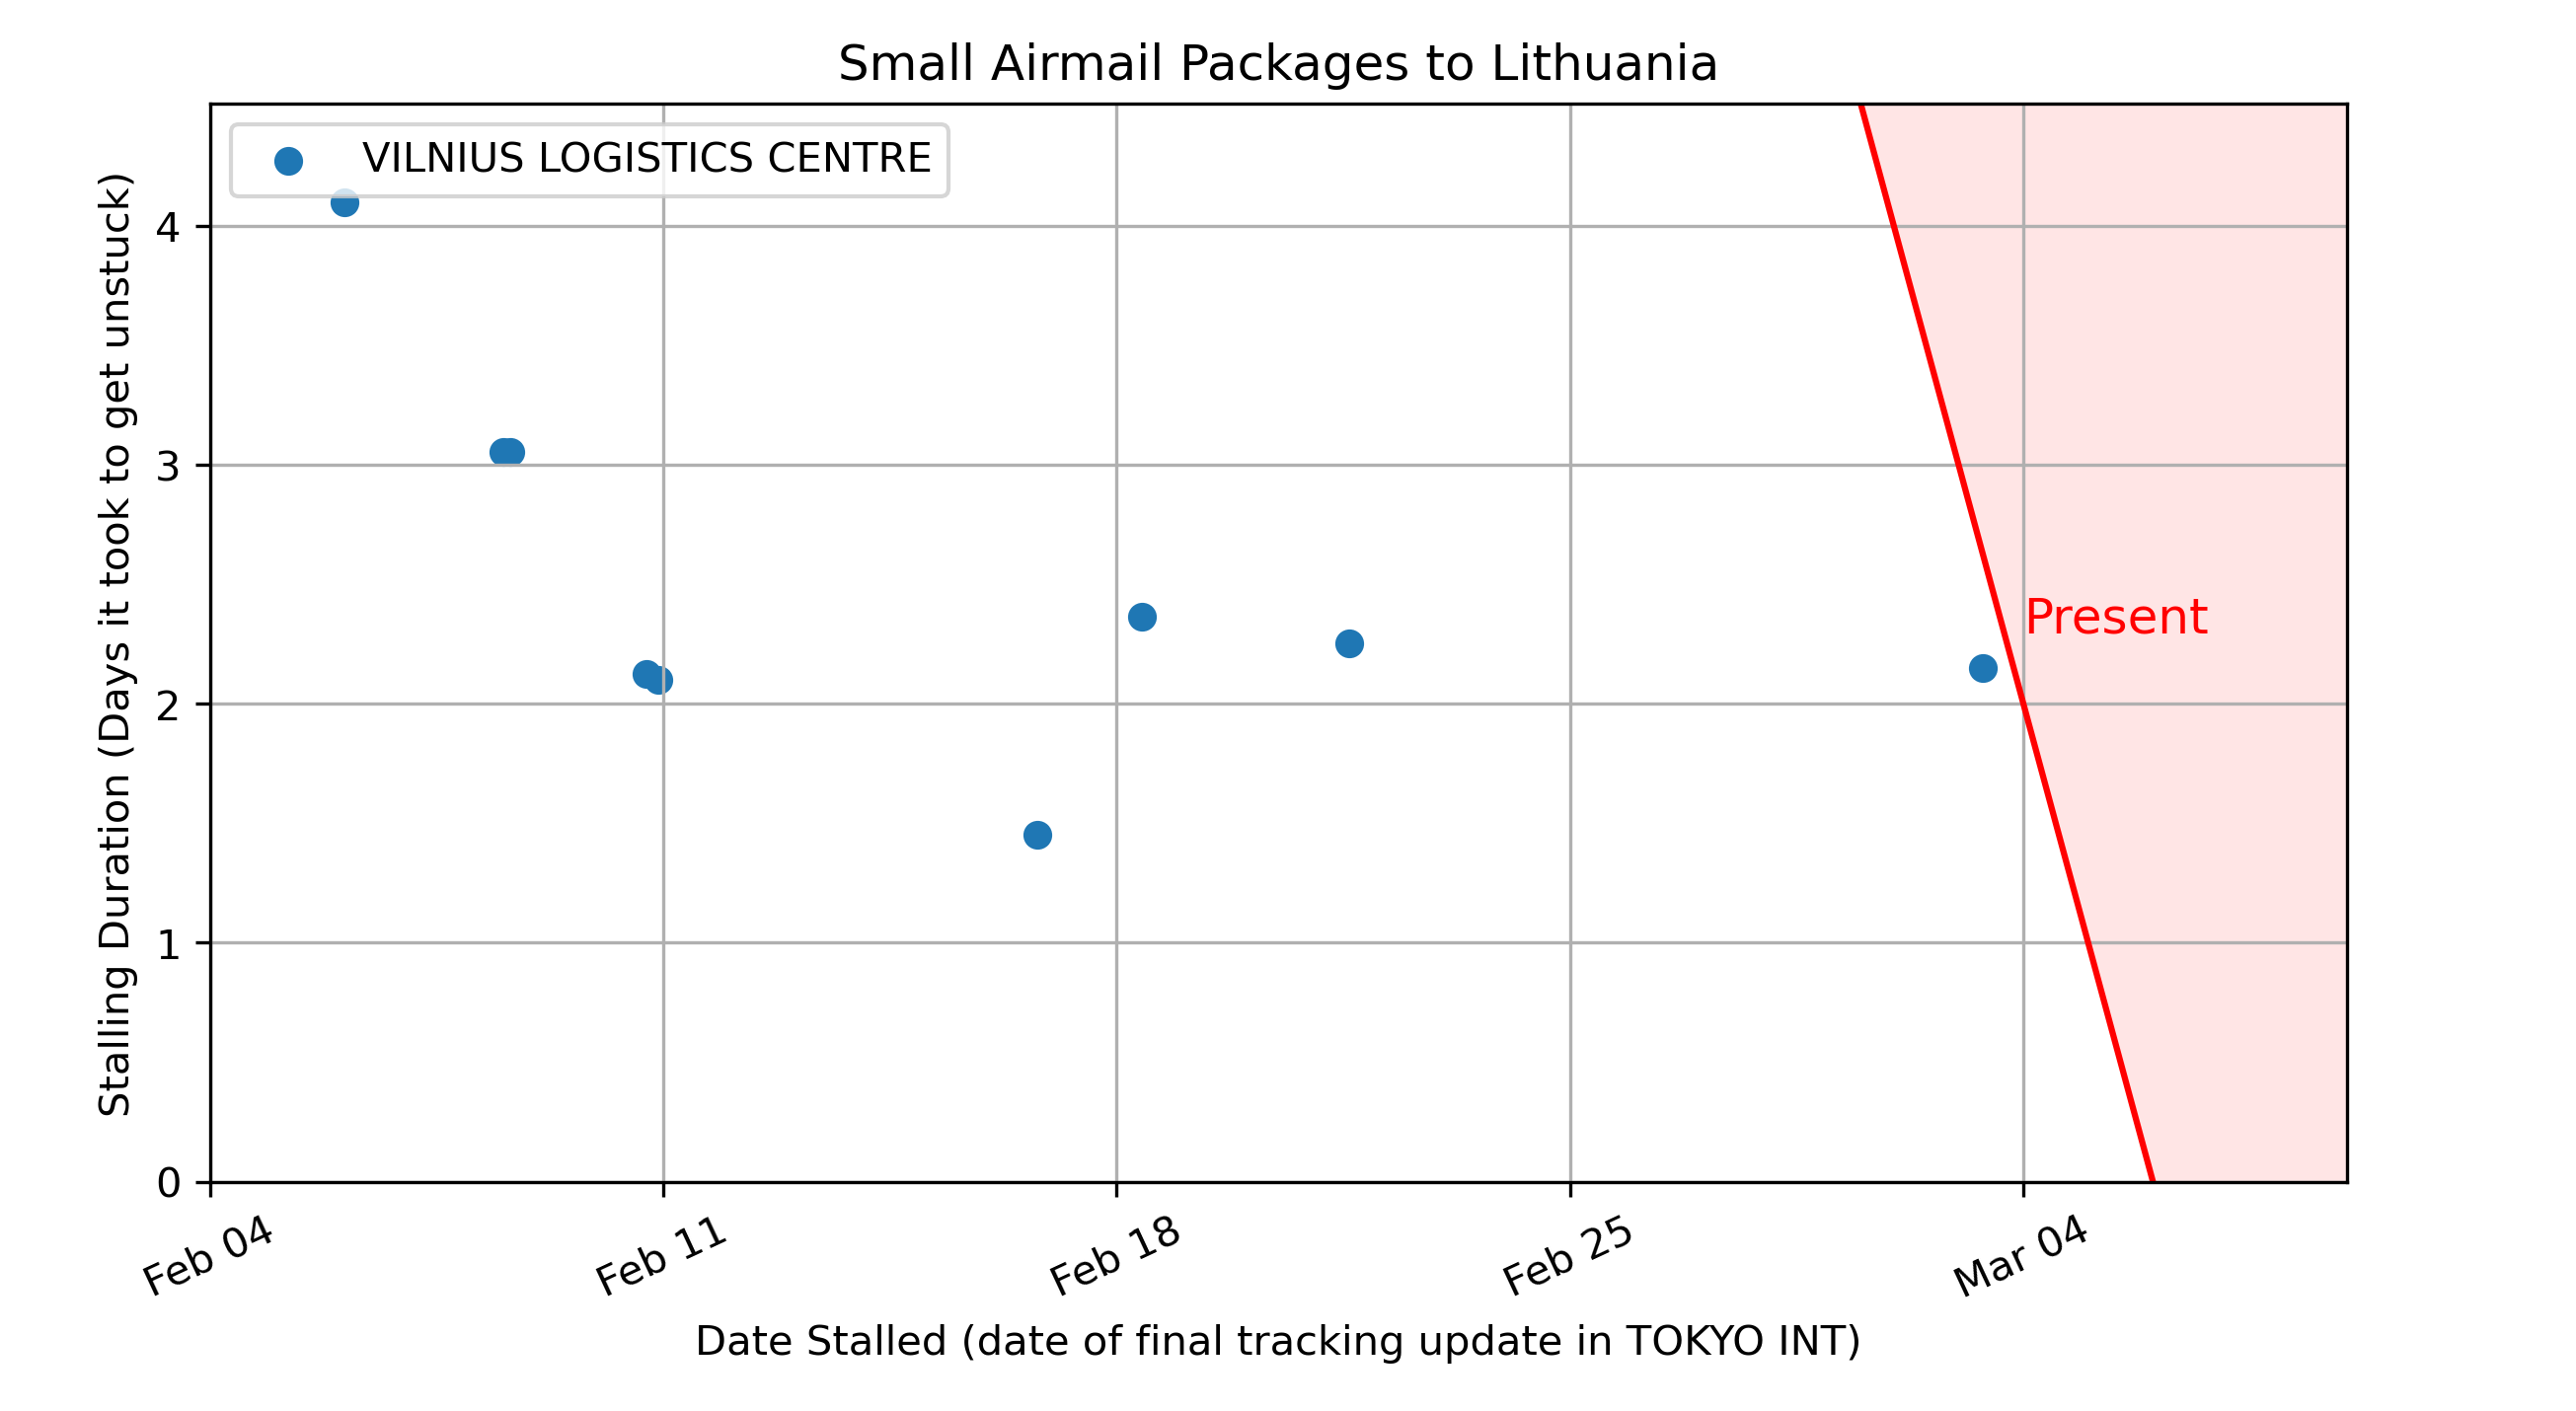 Small Airmail Packages to Lithuania
VILNIUS LOGISTICS CENTRE
Stalling Duration (Days it took to get unstuck)
4
3
2
1
0
Present
Feb 04
Feb 11
Feb 18
Feb 25
Mar 04
Date Stalled (date of final tracking update in TOKYO INT)